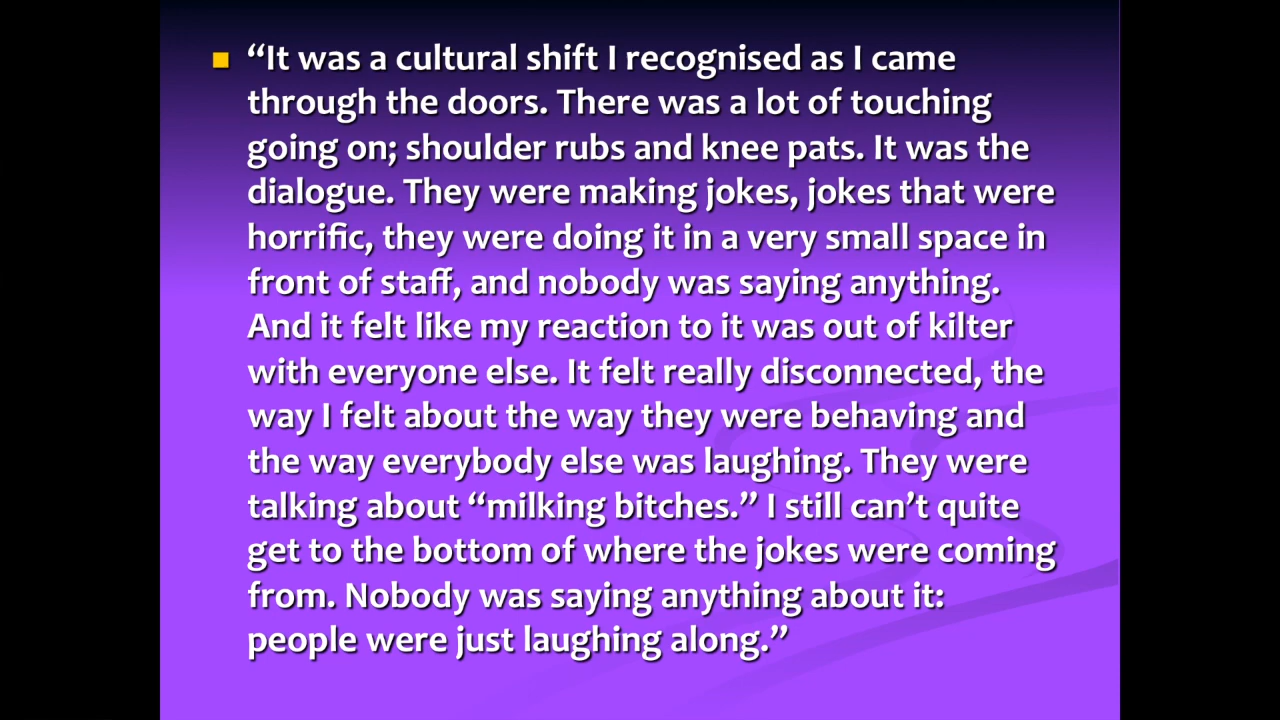 “It was a cultural shift I recognised as I came
through the doors. There was a lot of touching
going on; shoulder rubs and knee pats. It was the
dialogue. They were making jokes, jokes that were
horrific, they were doing it in a very small space in
front of staff, and nobody was saying anything.
And it felt like my reaction to it was out of kilter
with everyone else. It felt really disconnected, the
way I felt about the way they were behaving and
the way everybody else was laughing. They were
talking about “milking bitches.” I still can’t quite
get to the bottom of where the jokes were coming
from. Nobody was saying anything about it:
people were just laughing along.”